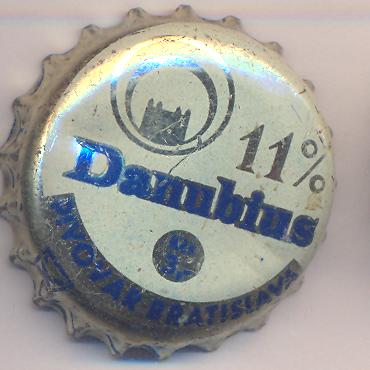 11%
Danubius
PIVOVAR BRATISLAVA